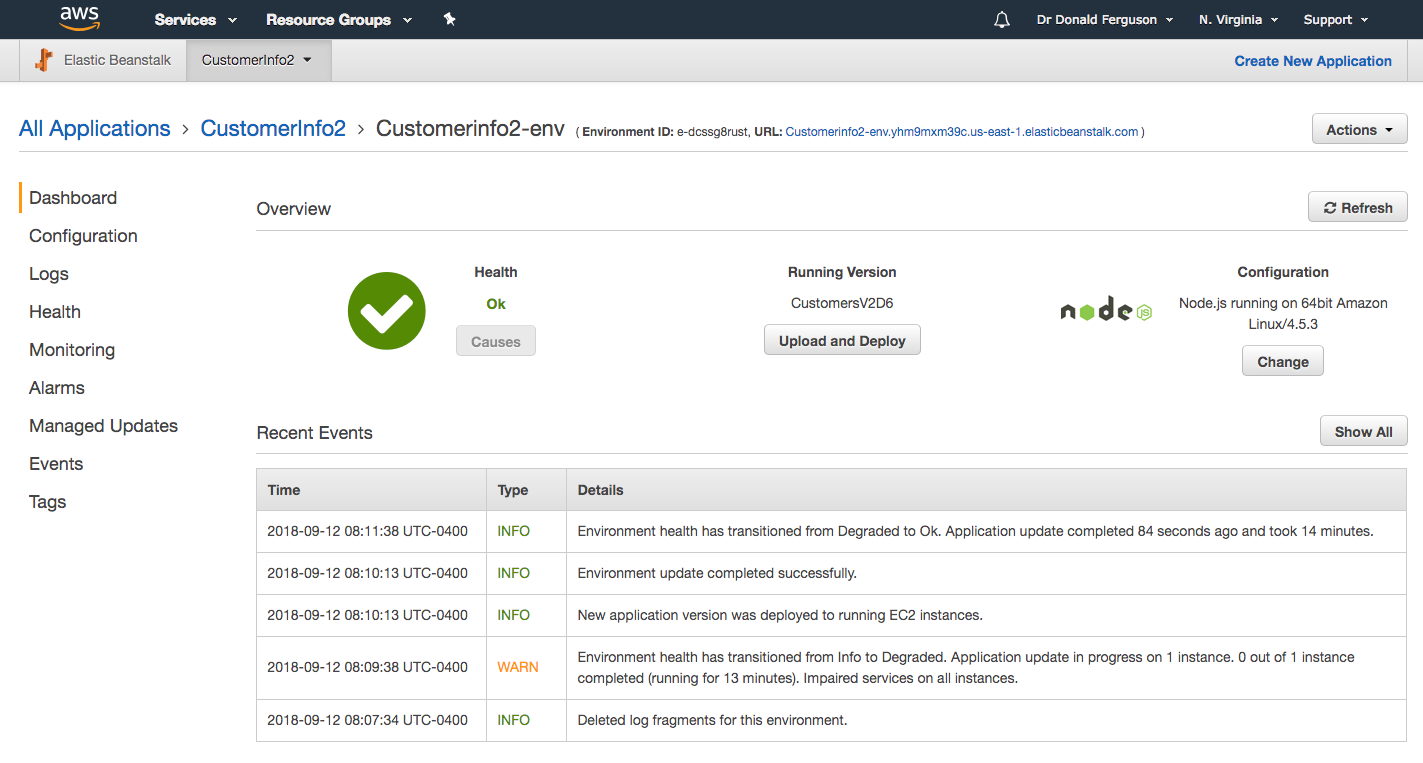 aws Services Resource Groups Dr Donald Ferguson N. Virginia Support
Elastic Beanstalk CustomerInfo2 Create New Application
All Applications › CustomerInfo2 › Customerinfo2-env ( Environment ID: e-dcssg8rust, URL: Customerinfo2-env.yhm9mxm39c.us-east-1.elasticbeanstalk.com ) Actions
Dashboard
Configuration
Logs
Health
Monitoring
Alarms
Managed Updates
Events
Tags
Overview Refresh
Health
Ok
Causes
Running Version
CustomersV2D6
Upload and Deploy
node JS
Configuration
Node.js running on 64bit Amazon
Linux/4.5.3
Change
Recent Events Show All
Time Type Details
2018-09-12 08:11:38 UTC-0400 INFO Environment health has transitioned from Degraded to Ok. Application update completed 84 seconds ago and took 14 minutes.
2018-09-12 08:10:13 UTC-0400 INFO Environment update completed successfully.
2018-09-12 08:10:13 UTC-0400 INFO New application version was deployed to running EC2 instances.
2018-09-12 08:09:38 UTC-0400 WARN Environment health has transitioned from Info to Degraded. Application update in progress on 1 instance. 0 out of 1 instance
completed (running for 13 minutes). Impaired services on all instances.
2018-09-12 08:07:34 UTC-0400 INFO Deleted log fragments for this environment.